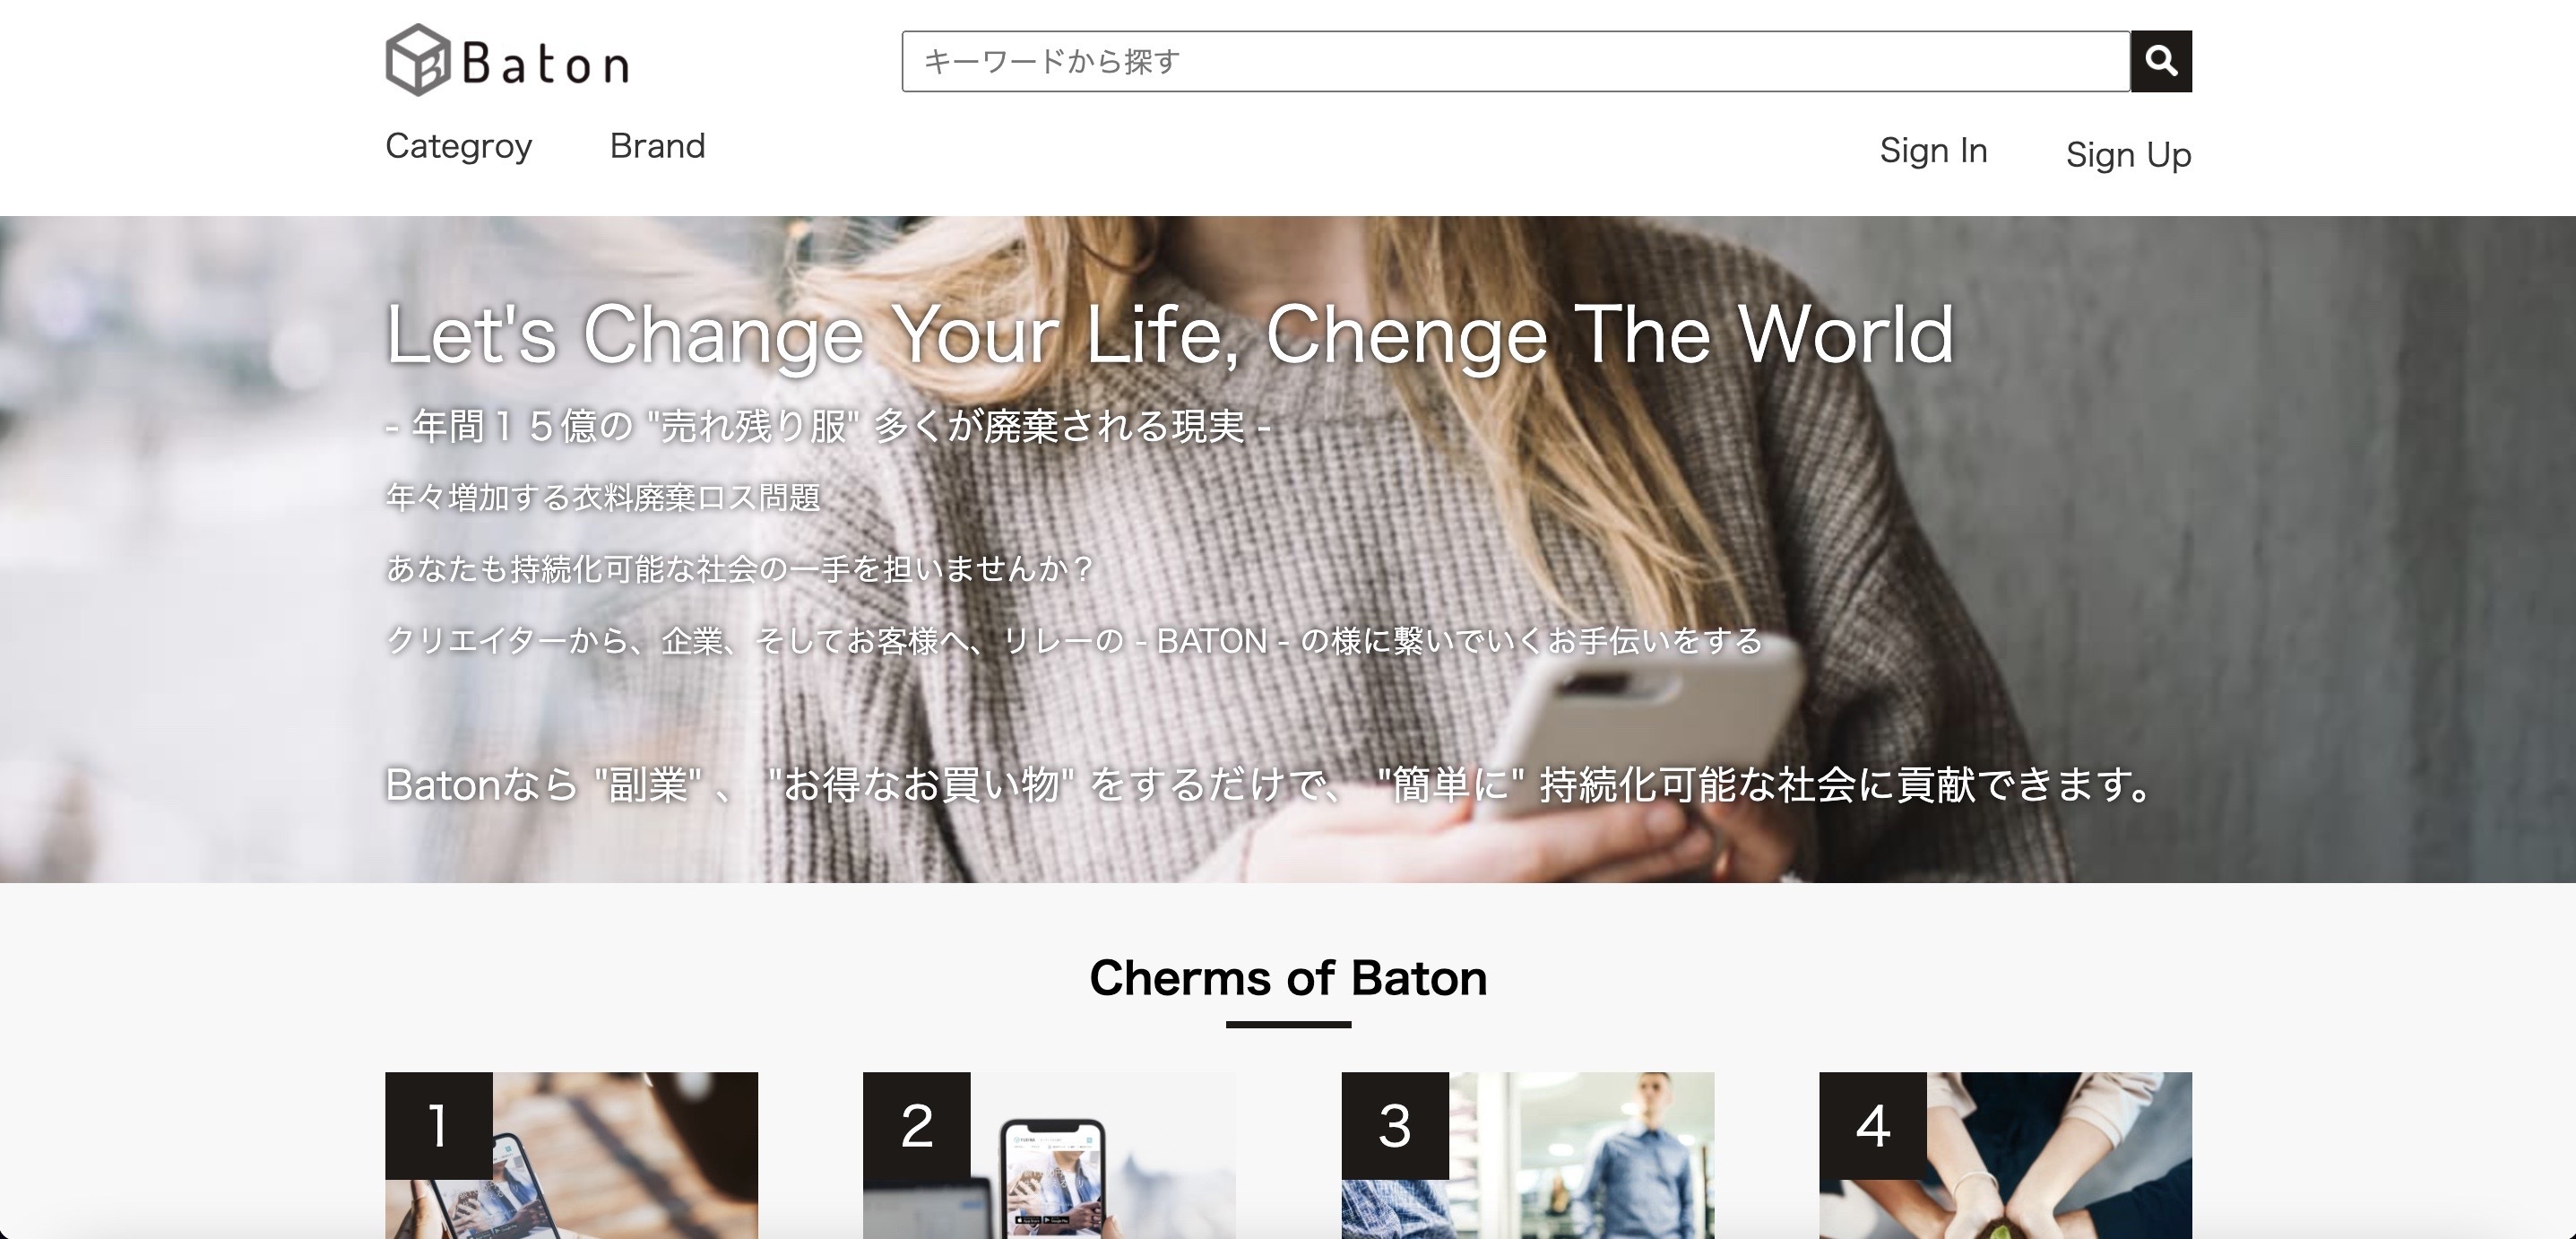 Baton
キーワードから探す
Categroy
Brand
Sign In
Sign Up
Let's Change Your Life, Chenge The World
- 年間１５億の "売れ残り服" 多くが廃棄される現実 -
年々増加する衣料廃棄ロス問題
あなたも持続化可能な社会の一手を担いませんか？
クリエイターから、企業、そしてお客様へ、リレーの - BATON - の様に繋いでいくお手伝いをする
Batonなら "副業" 、 "お得なお買い物" をするだけで、 "簡単に" 持続化可能な社会に貢献できます。
Cherms of Baton
1
2
3
4